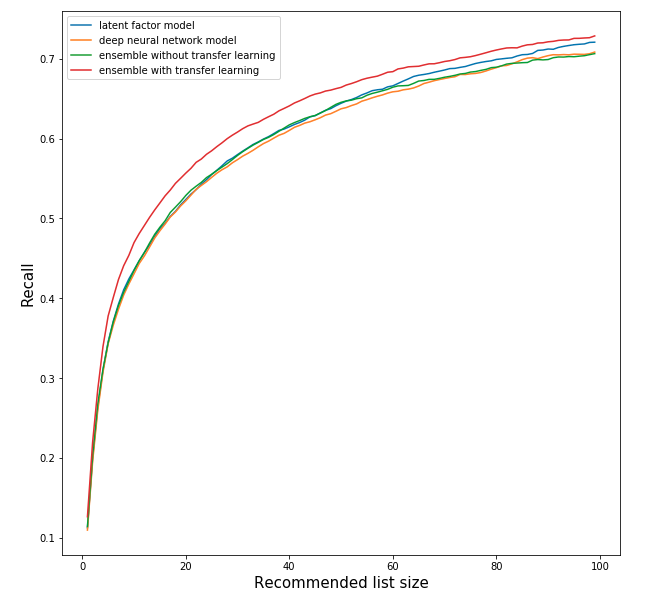 latent factor model
deep neural network model
ensemble without transfer learning
ensemble with transfer learning
0.7
0.6
0.5
0.4
0.3
0.2
0.1
Recall
0 20 40 60 80 100
Recommended list size